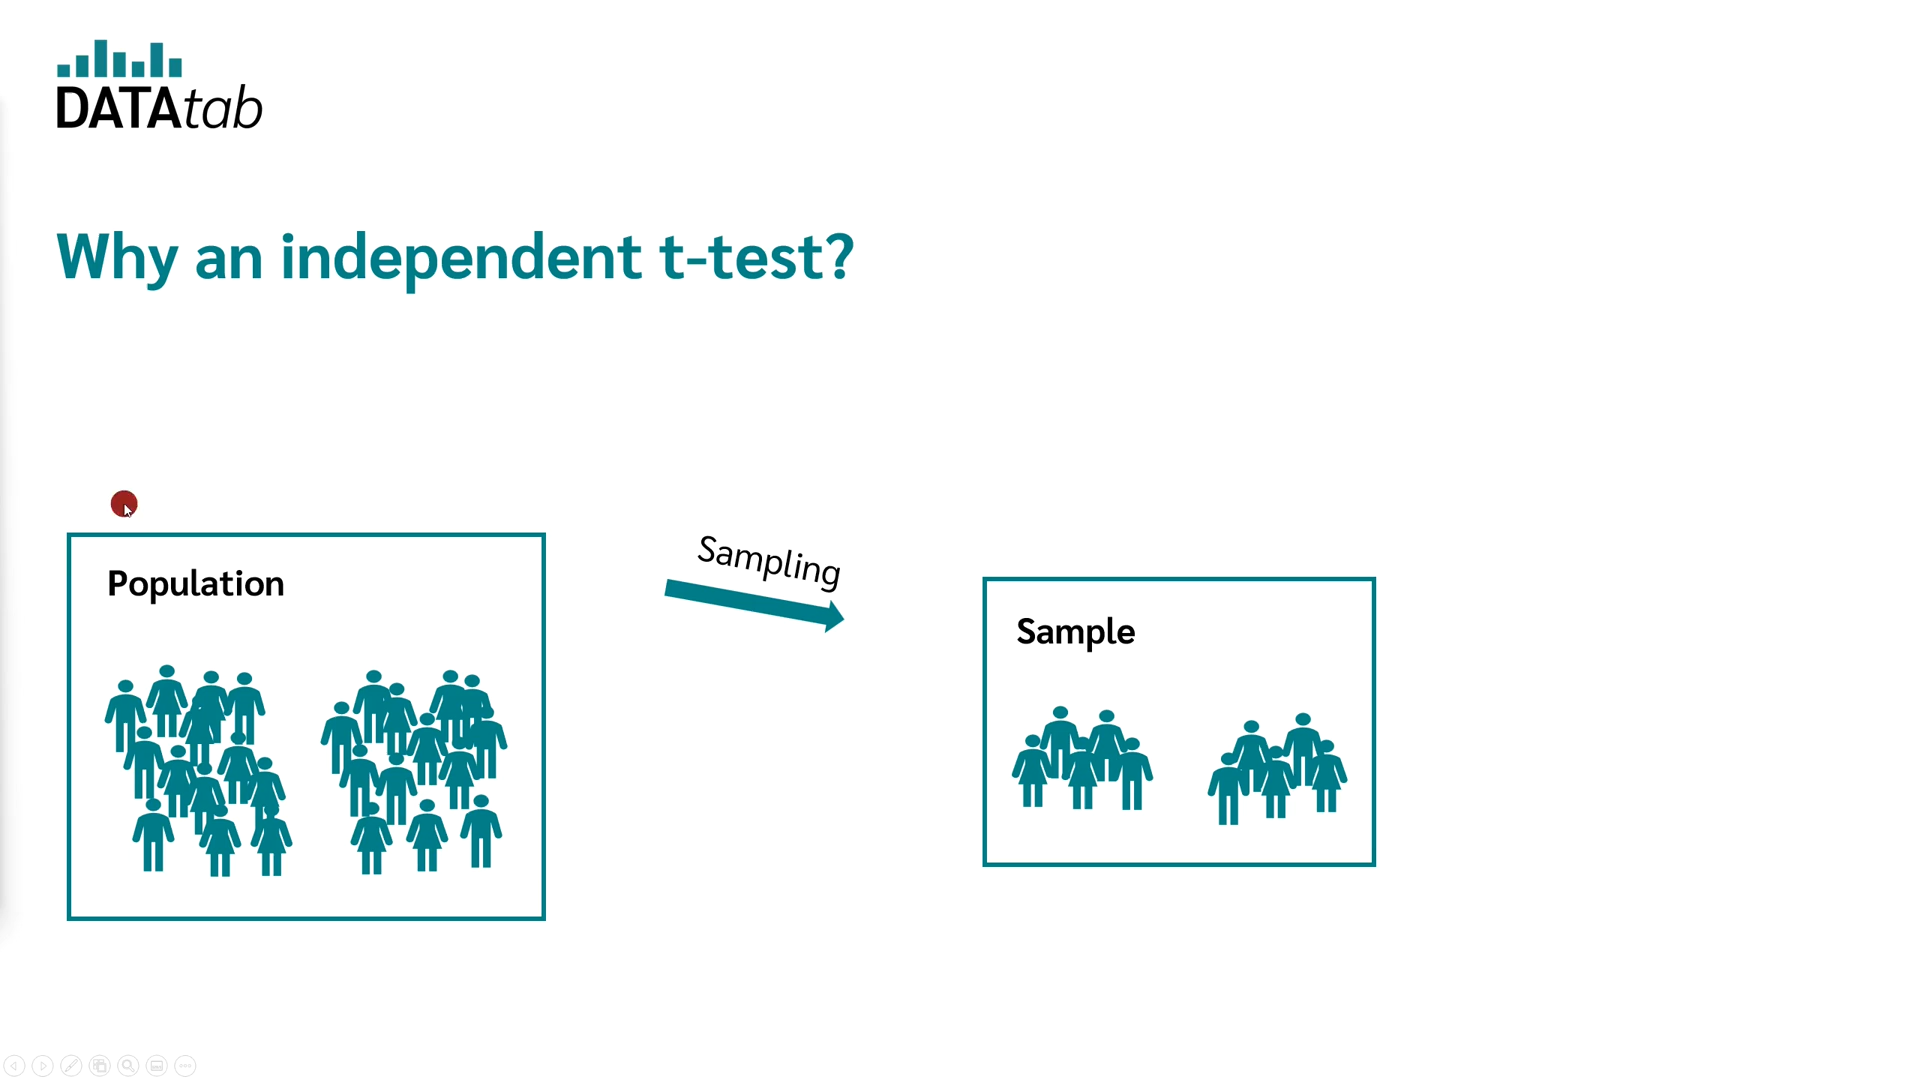 DATAtab
Why an independent t-test?
Sampling
Population
Sample